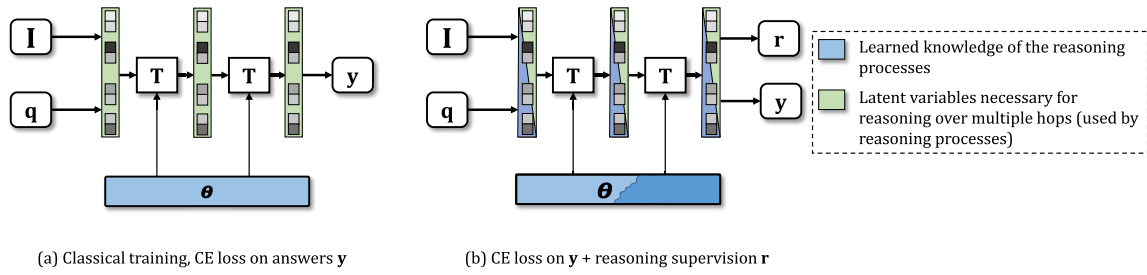 I
q
T
T
y
θ
(a) Classical training, CE loss on answers y
I
q
T
T
r
y
θ
(b) CE loss on y + reasoning supervision r
Learned knowledge of the reasoning
processes
Latent variables necessary for
reasoning over multiple hops (used by
reasoning processes)